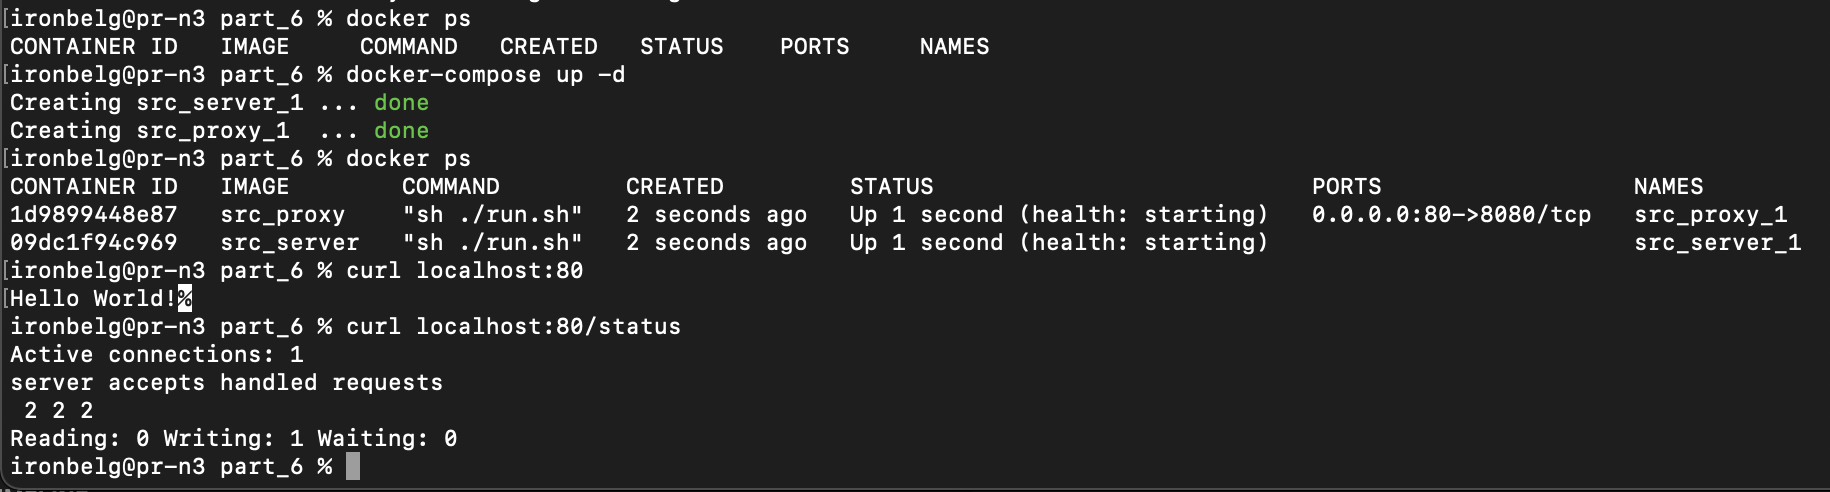 [ironbelg@pr-n3 part_6 % docker ps
CONTAINER ID   IMAGE     COMMAND   CREATED   STATUS    PORTS     NAMES
[ironbelg@pr-n3 part_6 % docker-compose up -d
Creating src_server_1 ... done
Creating src_proxy_1  ... done
[ironbelg@pr-n3 part_6 % docker ps
CONTAINER ID   IMAGE        COMMAND         CREATED         STATUS                           PORTS                  NAMES
1d9899448e87   src_proxy    "sh ./run.sh"   2 seconds ago   Up 1 second (health: starting)   0.0.0.0:80->8080/tcp   src_proxy_1
09dc1f94c969   src_server   "sh ./run.sh"   2 seconds ago   Up 1 second (health: starting)                          src_server_1
[ironbelg@pr-n3 part_6 % curl localhost:80
[Hello World!%
ironbelg@pr-n3 part_6 % curl localhost:80/status
Active connections: 1
server accepts handled requests
 2 2 2
Reading: 0 Writing: 1 Waiting: 0
ironbelg@pr-n3 part_6 %